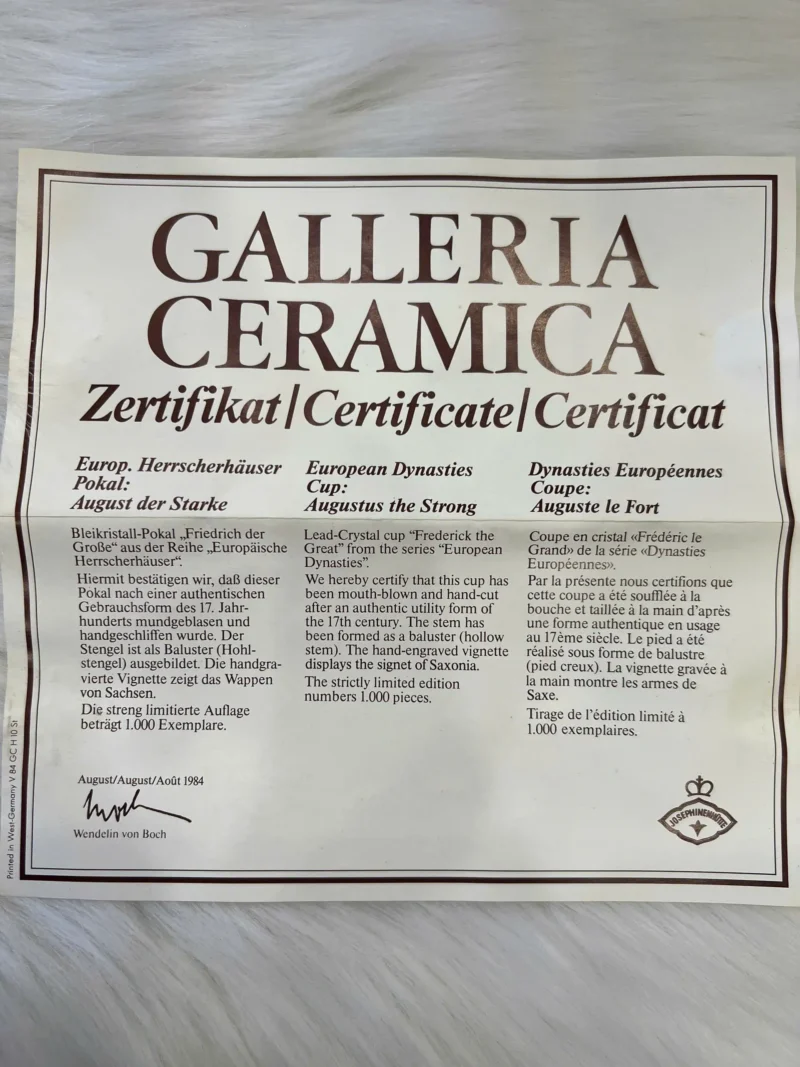 GALLERIA
CERAMICA
Zertifikat/Certificate/Certificat
Europ. Herrscherhäuser
Pokal:
August der Starke
Bleikristall-Pokal „Friedrich der
Große“ aus der Reihe „Europäische
Herrscherhäuser“.
Hiermit bestätigen wir, daß dieser
Pokal nach einer authentischen
Gebrauchsform des 17. Jahr-
hunderts mundgeblasen und
handgeschliffen wurde. Der
Stengel ist als Baluster (Hohl-
stengel) ausgebildet. Die handgra-
vierte Vignette zeigt das Wappen
von Sachsen.
Die streng limitierte Auflage
beträgt 1.000 Exemplare.
European Dynasties
Cup:
Augustus the Strong
Lead-Crystal cup “Frederick the
Great” from the series “European
Dynasties”.
We hereby certify that this cup has
been mouth-blown and hand-cut
after an authentic utility form of
the 17th century. The stem has
been formed as a baluster (hollow
stem). The hand-engraved vignette
displays the signet of Saxonia.
The strictly limited edition
numbers 1.000 pieces.
Dynasties Européennes
Coupe:
Auguste le Fort
Coupe en cristal «Frédéric le
Grand» de la série «Dynasties
Européennes».
Par la présente nous certifions que
cette coupe a été soufflée à la
bouche et taillée à la main d’après
une forme authentique en usage
au 17ème siècle. Le pied a été
réalisé sous forme de balustre
(pied creux). La vignette gravée à
la main montre les armes de
Saxe.
Tirage de l’édition limité à
1.000 exemplaires.
August/August/Août 1984
Wendelin von Boch
JOSEPHINENHÜTTE
Printed in West-Germany V 84 GC H 10 St